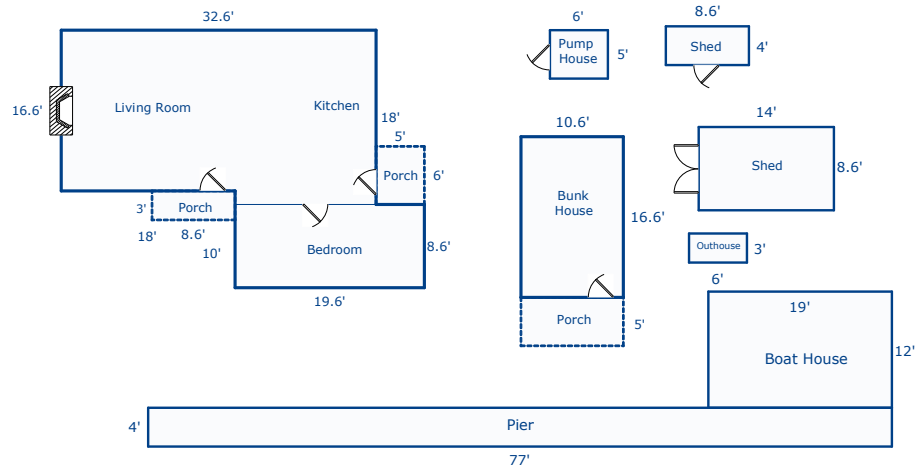 32.6'
6'
8.6'
Pump
House
5'
Shed
4'
16.6'
Living Room
Kitchen
18'
5'
Porch
6'
10.6'
14'
Shed
8.6'
Bunk
House
16.6'
3'
Porch
18'
8.6'
10'
Bedroom
8.6'
19.6'
Outhouse
3'
6'
Porch
5'
19'
Boat House
12'
4'
Pier
77'